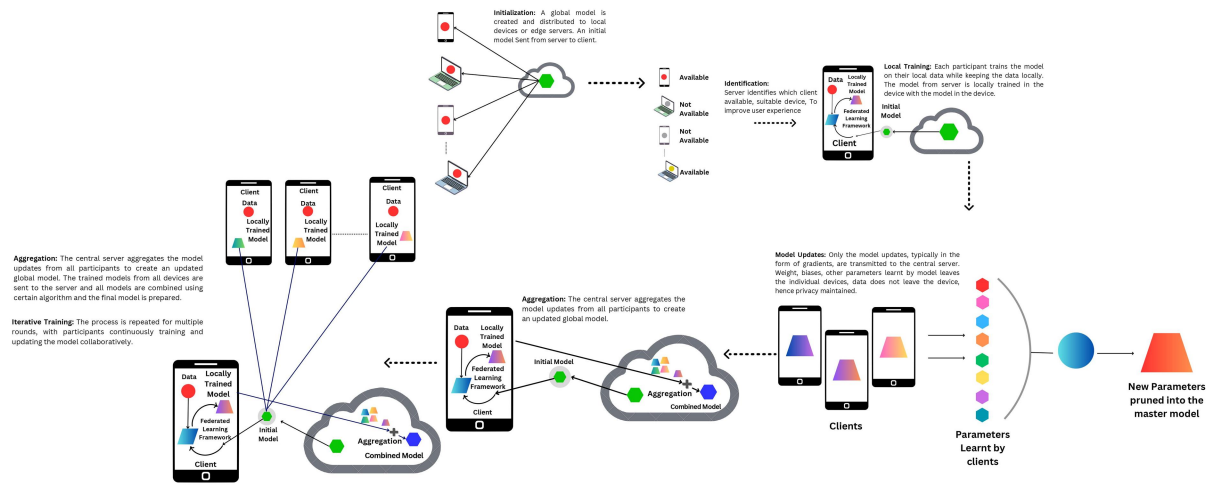 Initialization: A global model is
created and distributed to local
devices or edge servers. An initial
model Sent from server to client.
Available
Not
Available
Not
Available
Available
Identification:
Server identifies which client
available, suitable device, To
improve user experience
Data
Locally
Trained
Model
Federated
Learning
Framework
Client
Initial
Model
Local Training: Each participant trains the model
on their local data while keeping the data locally.
The model from server is locally trained in the
device with the model in the device.
Client
Data
Locally
Trained
Model
Client
Data
Locally
Trained
Model
Client
Data
Locally
Trained
Model
Aggregation: The central server aggregates the model
updates from all participants to create an updated
global model. The trained models from all devices are
sent to the server and all models are combined using
certain algorithm and the final model is prepared.
Iterative Training: The process is repeated for multiple
rounds, with participants continuously training and
updating the model collaboratively.
Data
Locally
Trained
Model
Federated
Learning
Framework
Client
Initial
Model
Aggregation
Combined Model
Aggregation: The central server aggregates the
model updates from all participants to create
an updated global model.
Data
Locally
Trained
Model
Federated
Learning
Framework
Client
Initial Model
Aggregation
Combined Model
Model Updates: Only the model updates, typically in the
form of gradients, are transmitted to the central server.
Weight, biases, other parameters learnt by model leaves
the individual devices, data does not leave the device,
hence privacy maintained.
Clients
Parameters
Learnt by
clients
New Parameters
pruned into the
master model